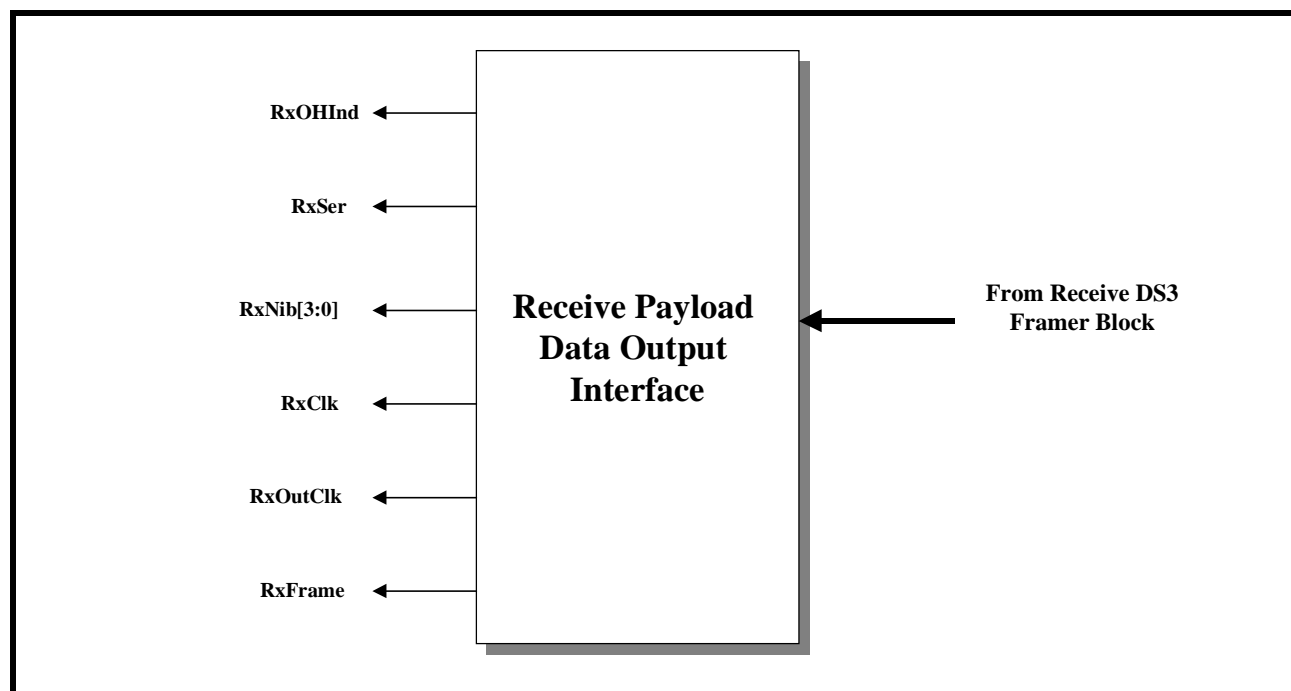 RxOHInd
RxSer
RxNib[3:0]
RxClk
RxOutClk
RxFrame
Receive Payload
Data Output
Interface
From Receive DS3
Framer Block